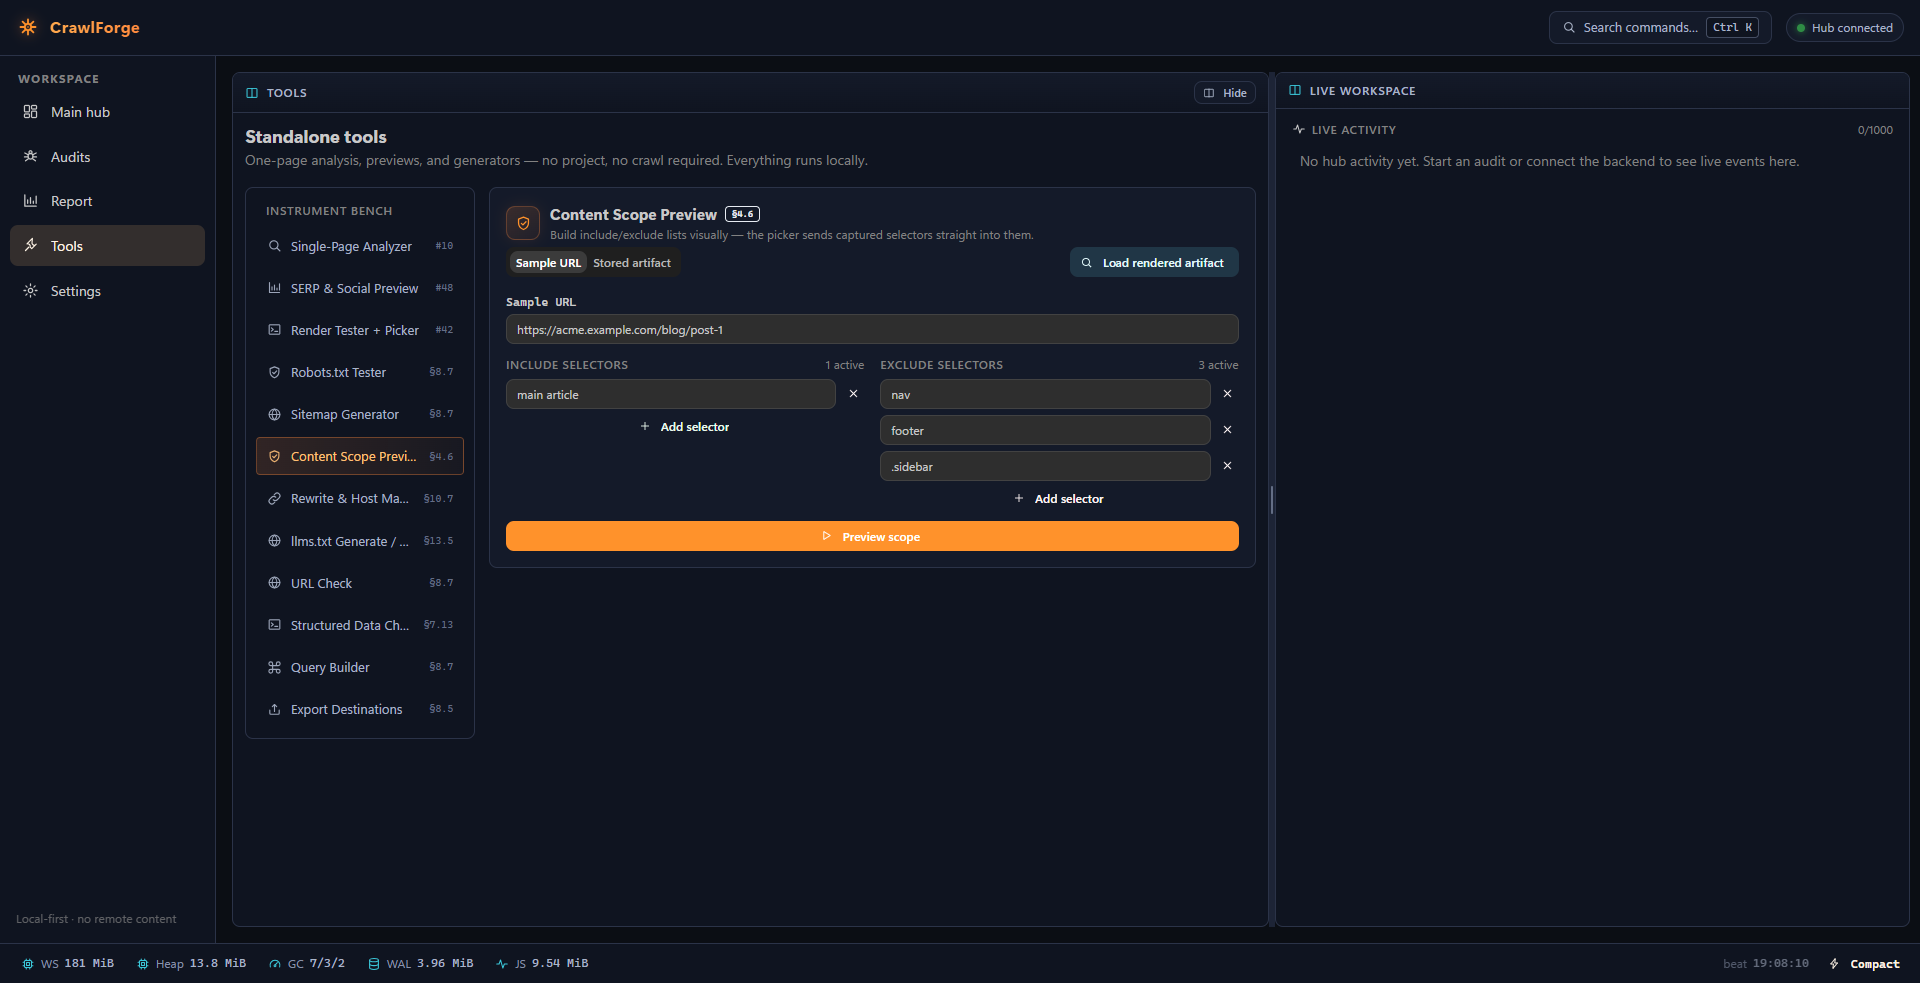 CrawlForge
Search commands... Ctrl K
Hub connected
WORKSPACE
Main hub
Audits
Report
Tools
Settings
Local-first · no remote content
TOOLS
Hide
Standalone tools
One-page analysis, previews, and generators — no project, no crawl required. Everything runs locally.
INSTRUMENT BENCH
Single-Page Analyzer #10
SERP & Social Preview #48
Render Tester + Picker #42
Robots.txt Tester §8.7
Sitemap Generator §8.7
Content Scope Previ... §4.6
Rewrite & Host Ma... §10.7
llms.txt Generate / ... §13.5
URL Check §8.7
Structured Data Ch... §7.13
Query Builder §8.7
Export Destinations §8.5
Content Scope Preview §4.6
Build include/exclude lists visually — the picker sends captured selectors straight into them.
Sample URL Stored artifact
Load rendered artifact
Sample URL
https://acme.example.com/blog/post-1
INCLUDE SELECTORS 1 active
main article
Add selector
EXCLUDE SELECTORS 3 active
nav
footer
.sidebar
Add selector
Preview scope
LIVE WORKSPACE
LIVE ACTIVITY 0/1000
No hub activity yet. Start an audit or connect the backend to see live events here.
WS 181 MiB Heap 13.8 MiB GC 7/3/2 WAL 3.96 MiB JS 9.54 MiB
beat 19:08:10 Compact